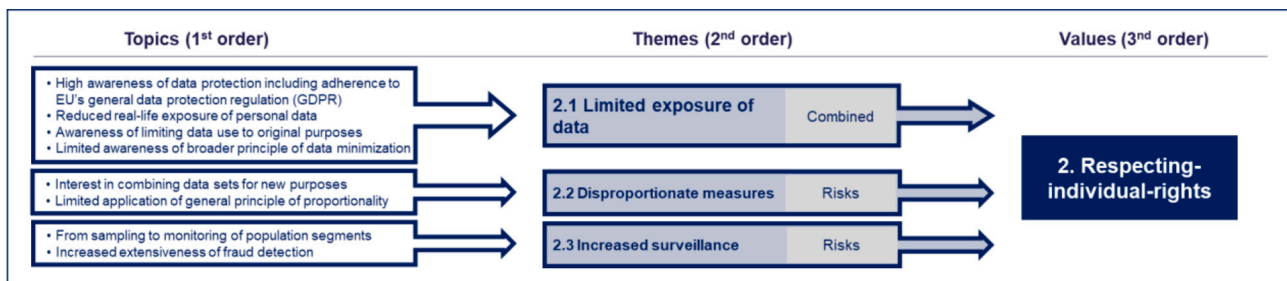 Topics (1st order)
Themes (2nd order)
Values (3nd order)
• High awareness of data protection including adherence to
EU's general data protection regulation (GDPR)
• Reduced real-life exposure of personal data
• Awareness of limiting data use to original purposes
• Limited awareness of broader principle of data minimization
2.1 Limited exposure of
data
Combined
• Interest in combining data sets for new purposes
• Limited application of general principle of proportionality
2.2 Disproportionate measures
Risks
• From sampling to monitoring of population segments
• Increased extensiveness of fraud detection
2.3 Increased surveillance
Risks
2. Respecting-
individual-rights